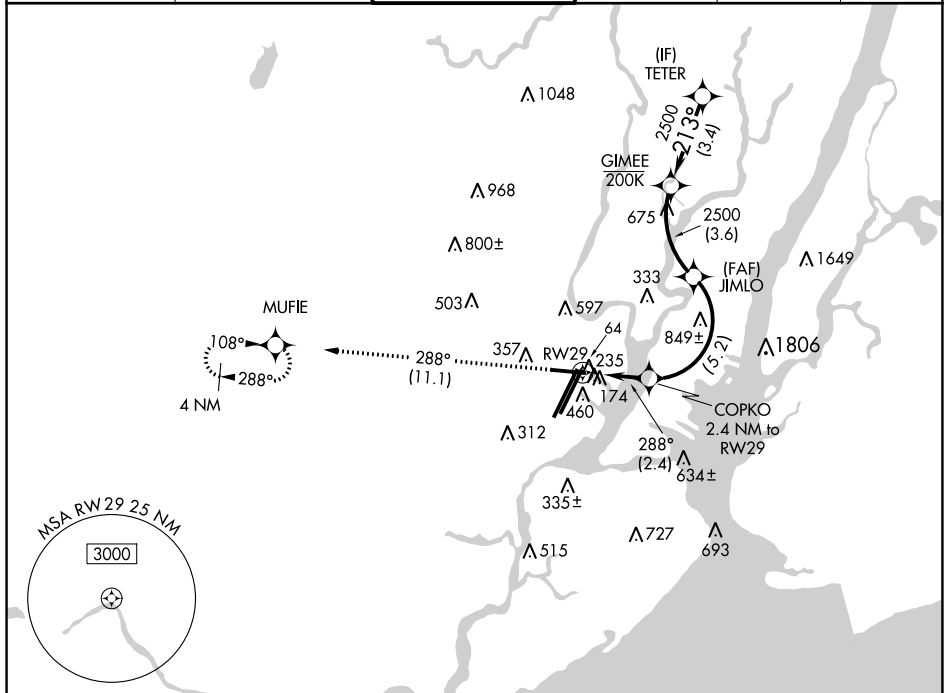 (IF)
TETER
1048
2500
213°
(3.4)
GIMEE
200K
968
675
2500
(3.6)
800±
1649
(FAF)
JIMLO
333
503
597
MUFIE
849±
64
108°
288°
(11.1)
357
RW29
235
(5.2)
1806
288°
174
4 NM
460
COPKO
2.4 NM to
RW29
312
288°
(2.4)
634±
335±
MSA RW29 25 NM
727
693
515
3000